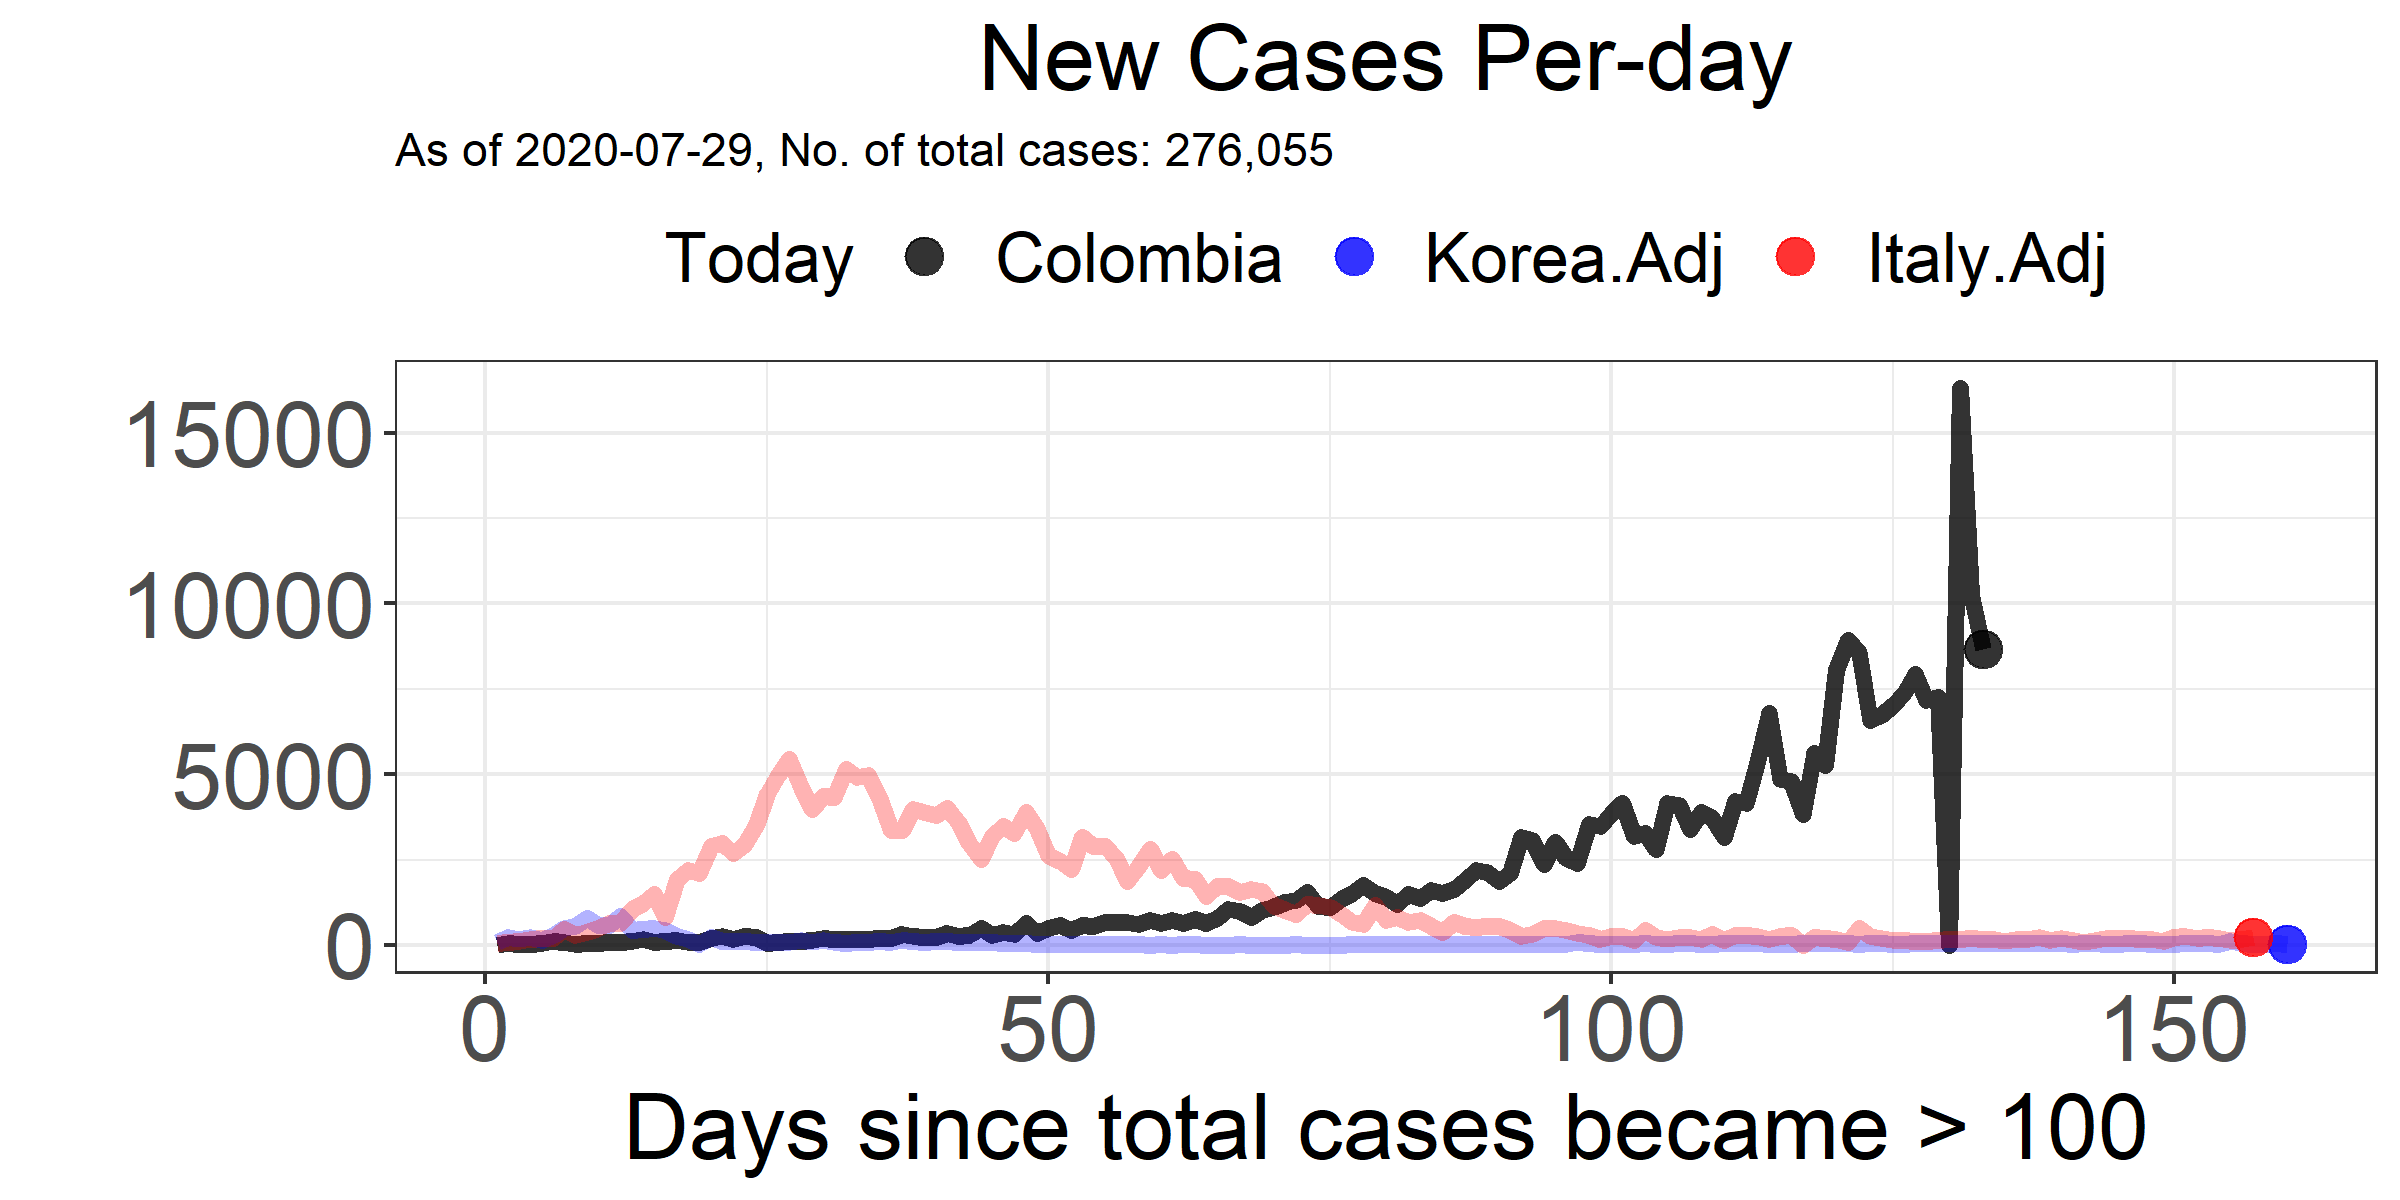 New Cases Per-day
As of 2020-07-29, No. of total cases: 276,055
Today Colombia Korea.Adj Italy.Adj
15000
10000
5000
0
0 50 100 150
Days since total cases became > 100